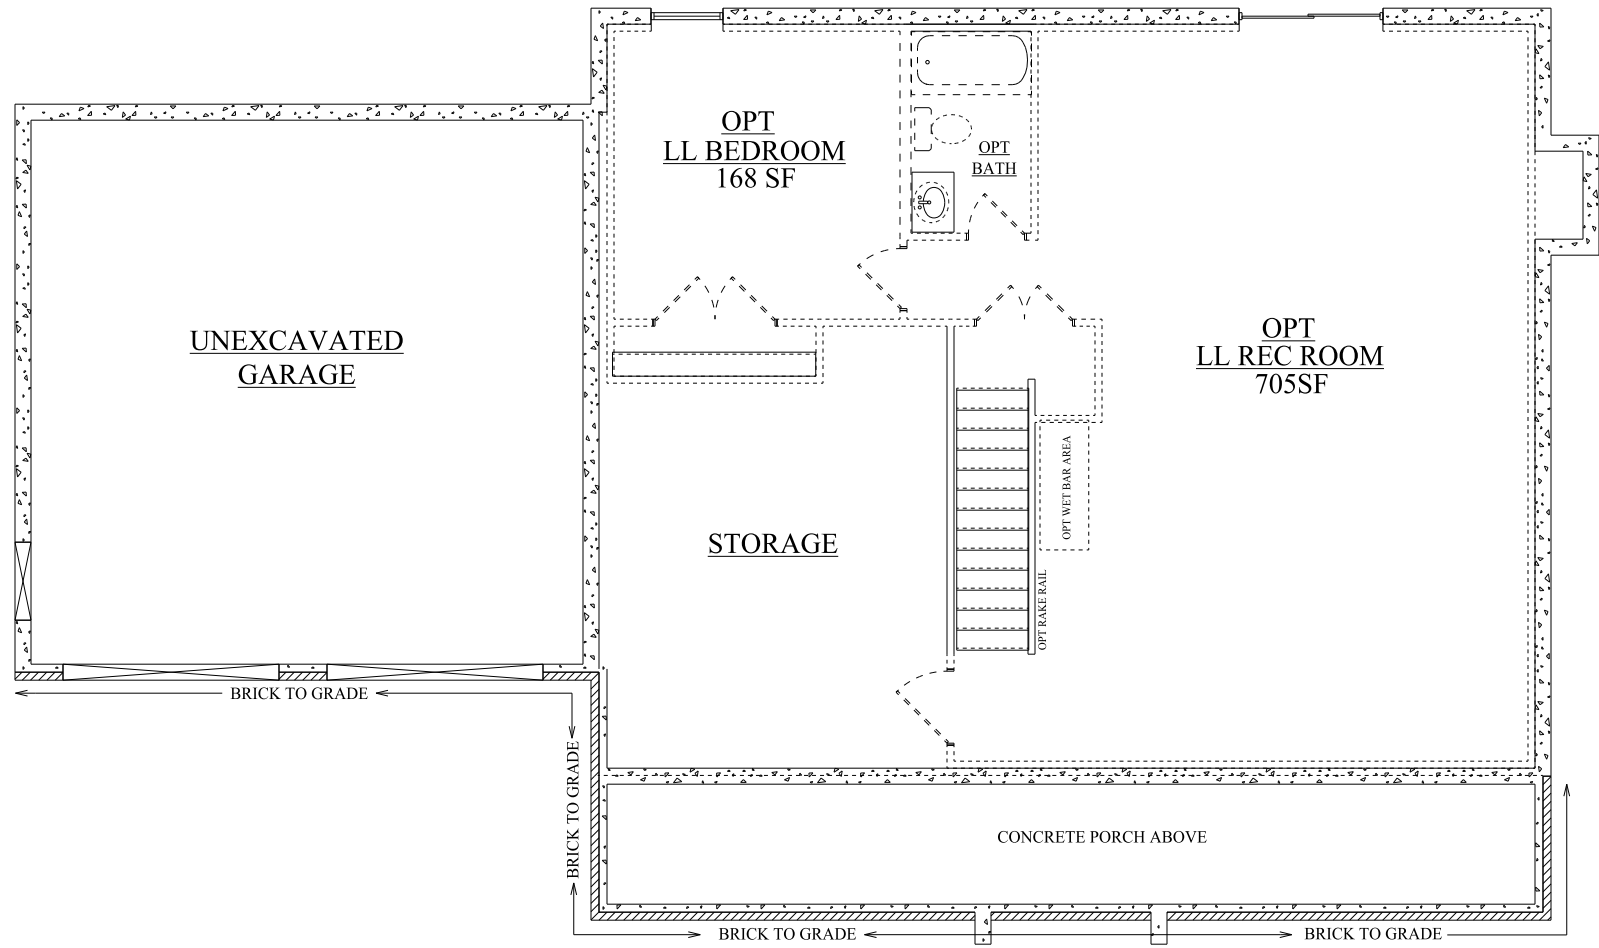 OPT
LL BEDROOM
168 SF
OPT
BATH
UNEXCAVATED
GARAGE
OPT
LL REC ROOM
705SF
OPT WET BAR AREA
STORAGE
OPT RAKE RAIL
BRICK TO GRADE
BRICK TO GRADE
CONCRETE PORCH ABOVE
BRICK TO GRADE
BRICK TO GRADE